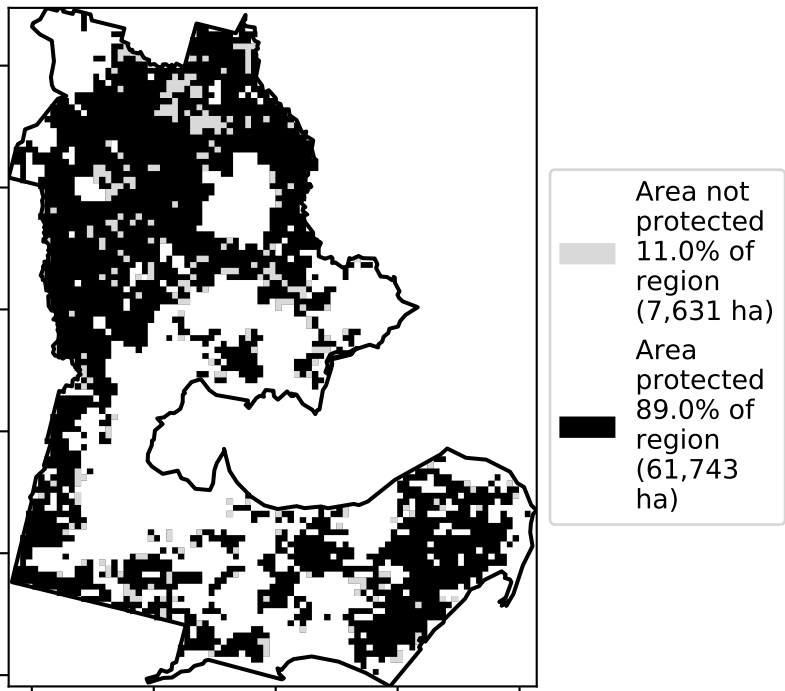 Area not
protected
11.0% of
region
(7,631 ha)
Area
protected
89.0% of
region
(61,743
ha)